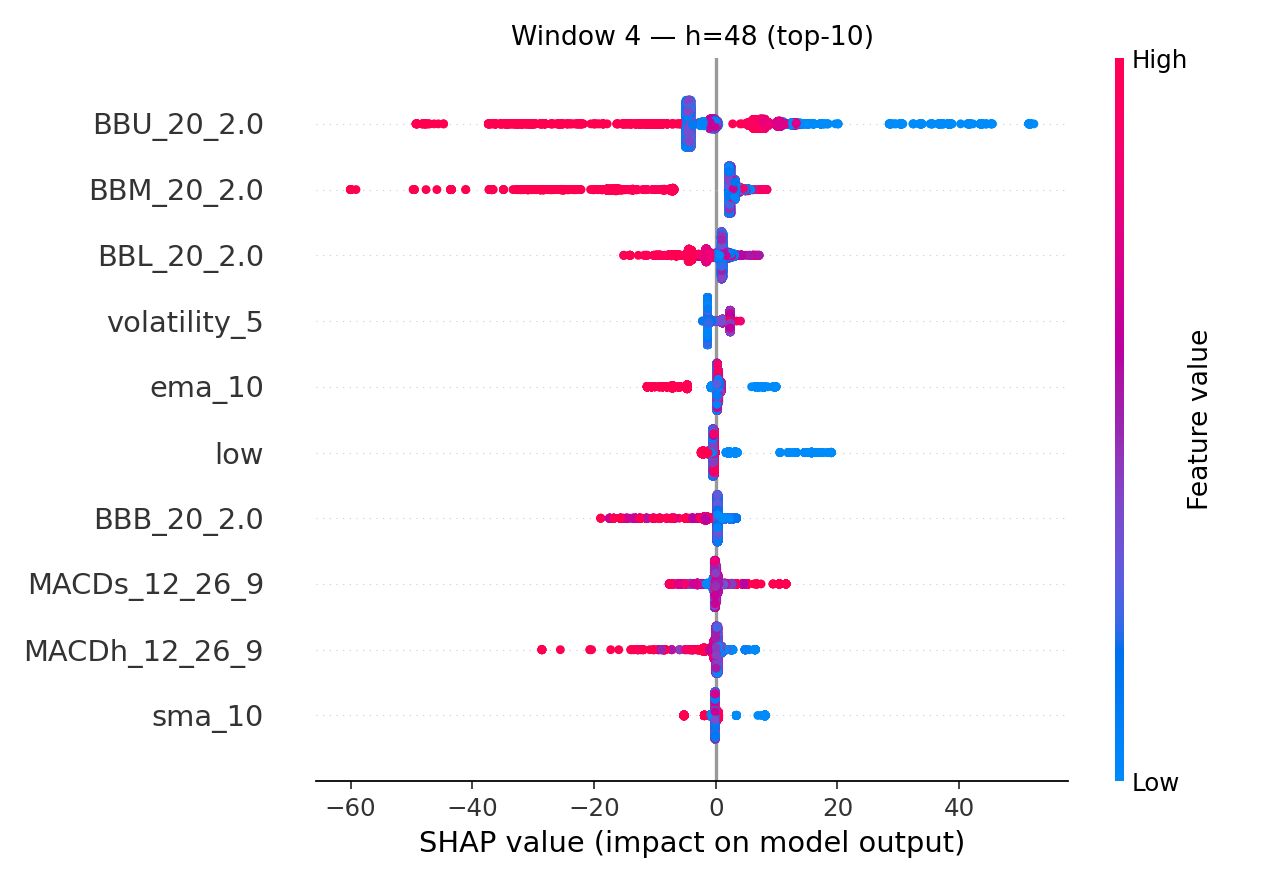 Window 4 — h=48 (top-10)
High
BBU_20_2.0
BBM_20_2.0
BBL_20_2.0
volatility_5
ema_10
low
BBB_20_2.0
MACDs_12_26_9
MACDh_12_26_9
sma_10
Feature value
Low
−60 −40 −20 0 20 40
SHAP value (impact on model output)